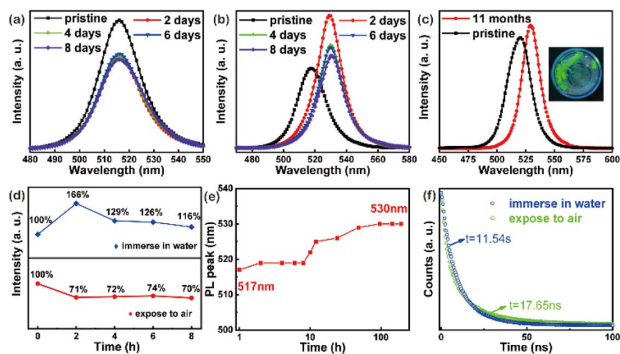 (a)
pristine
2 days
4 days
6 days
8 days
Intensity (a. u.)
480 490 500 510 520 530 540 550
Wavelength (nm)
(b)
pristine
2 days
4 days
6 days
8 days
Intensity (a. u.)
480 500 520 540 560 580
Wavelength (nm)
(c)
11 months
pristine
Intensity (a. u.)
450 475 500 525 550 575 600
Wavelength (nm)
(d)
100%
166%
129%
126%
116%
immerse in water
100%
71%
72%
74%
70%
expose to air
Intensity (a. u.)
0 2 4 6 8
Time (h)
(e)
540
530
520
510
500
PL peak (nm)
517nm
530nm
1 10 100
Time (h)
(f)
immerse in water
expose to air
t=11.54s
t=17.65ns
Counts (a. u.)
0 25 50 75 100
Time (ns)